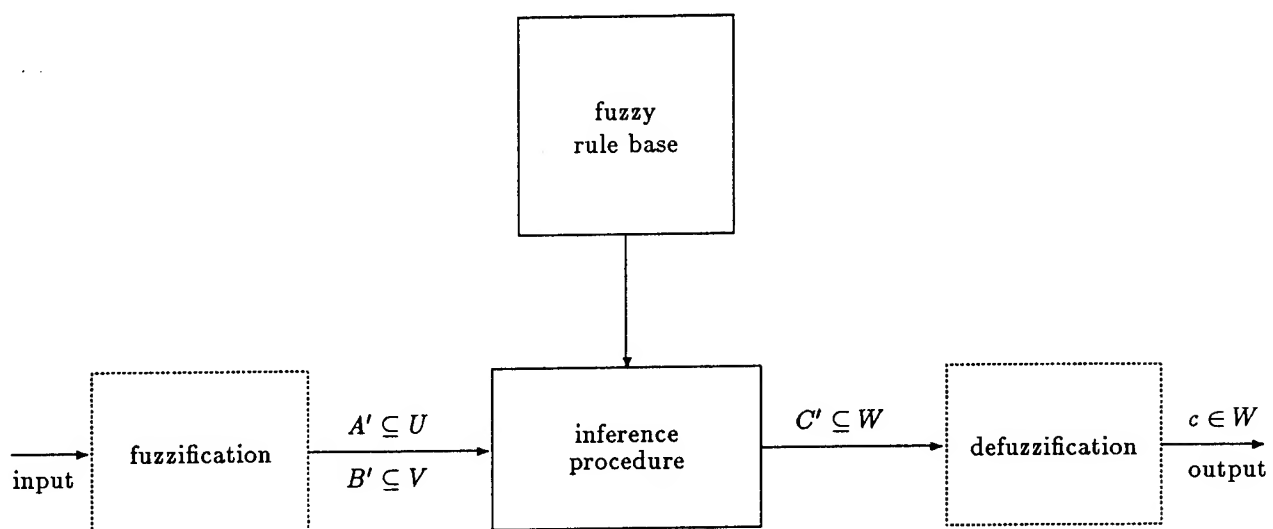 fuzzy
rule base
input
fuzzification
A′ ⊆ U
B′ ⊆ V
inference
procedure
C′ ⊆ W
defuzzification
c ∈ W
output